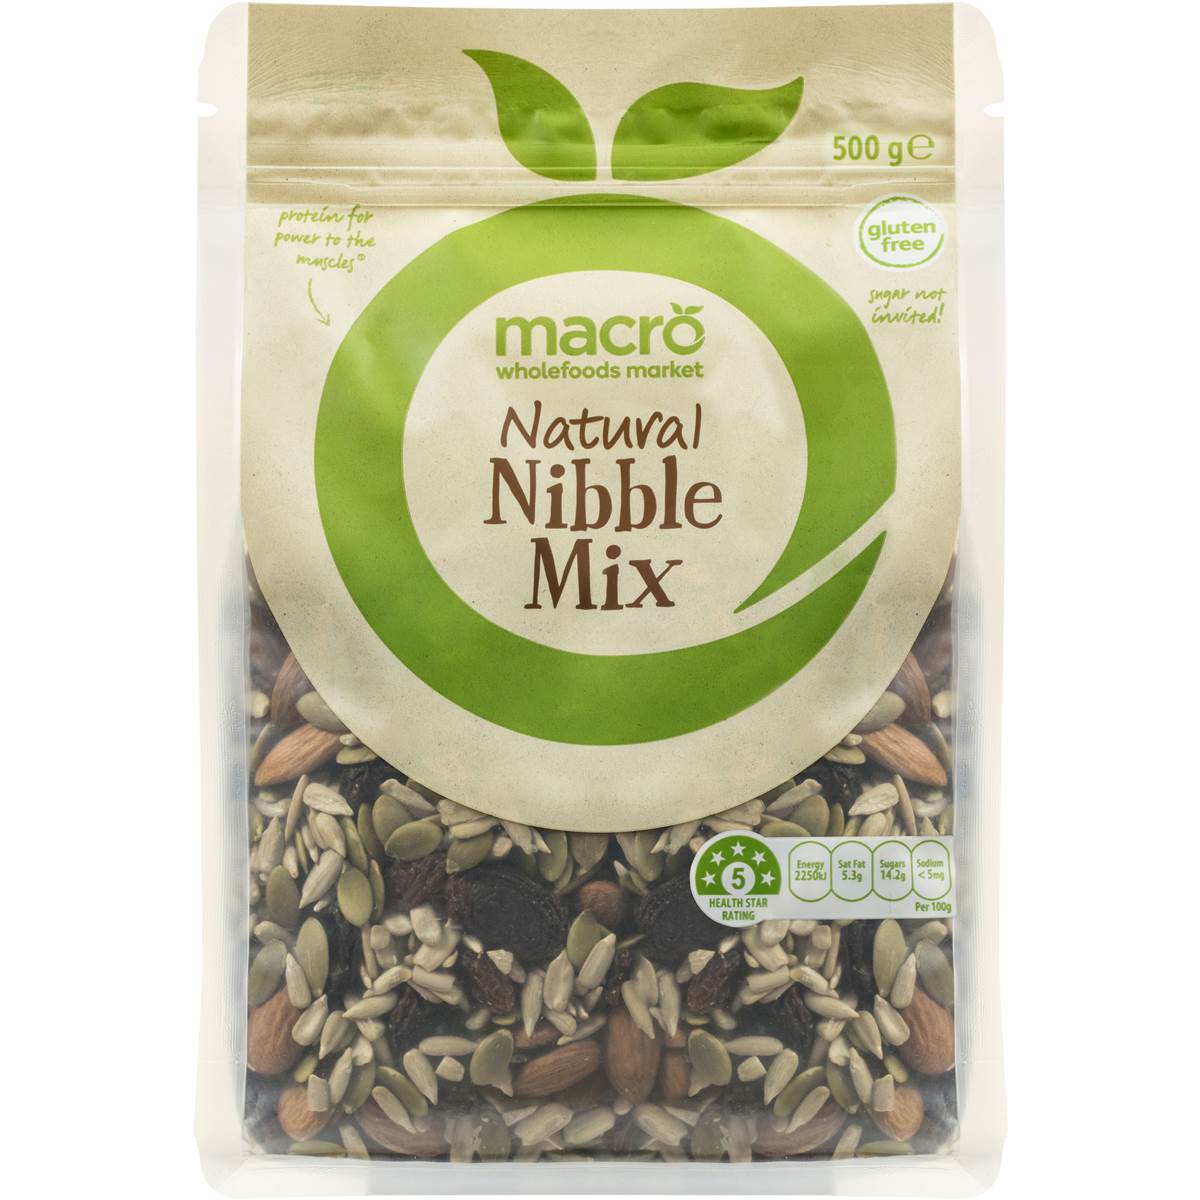 500 g e
protein for
power to the
muscles®
gluten
free
sugar not
invited!
macro
wholefoods market
Natural
Nibble
Mix
5
HEALTH STAR
RATING
Energy
2250kJ
Sat Fat
5.3g
Sugars
14.2g
Sodium
< 5mg
Per 100g